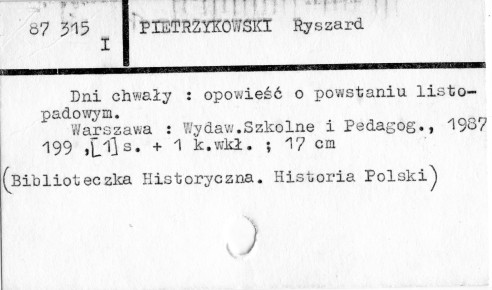 87 315
I
PIETRZYKOWSKI Ryszard
Dni chwały : opowieść o powstaniu listo-
padowym.
Warszawa : Wydaw.Szkolne i Pedagog., 1987
199 ,[1] s. + 1 k.wkł. ; 17 cm
(Biblioteczka Historyczna. Historia Polski)